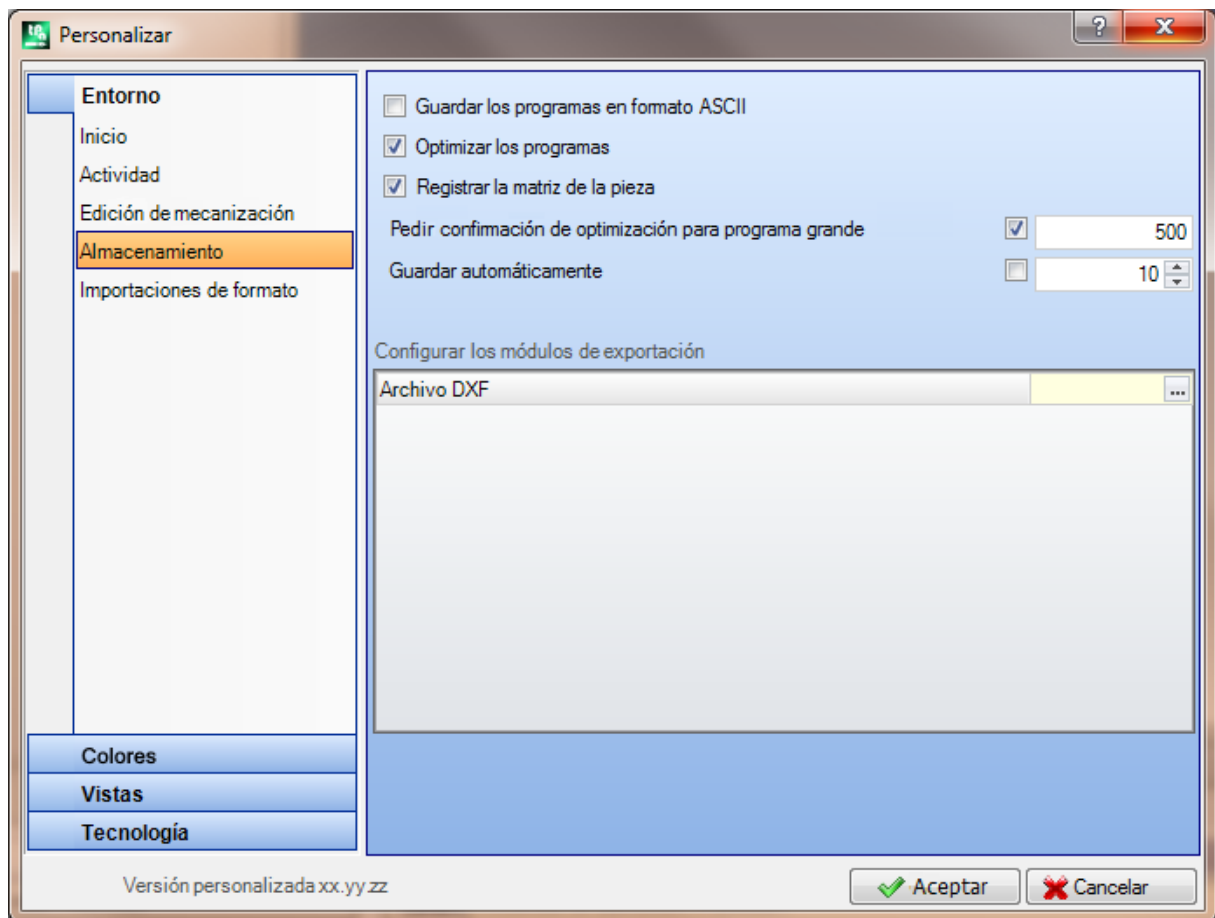 Personalizar
?
X
Entorno
Inicio
Actividad
Edición de mecanización
Almacenamiento
Importaciones de formato
Colores
Vistas
Tecnología
Guardar los programas en formato ASCII
Optimizar los programas
Registrar la matriz de la pieza
Pedir confirmación de optimización para programa grande 500
Guardar automáticamente 10
Configurar los módulos de exportación
Archivo DXF ...
Versión personalizada xx.yy.zz
Aceptar Cancelar